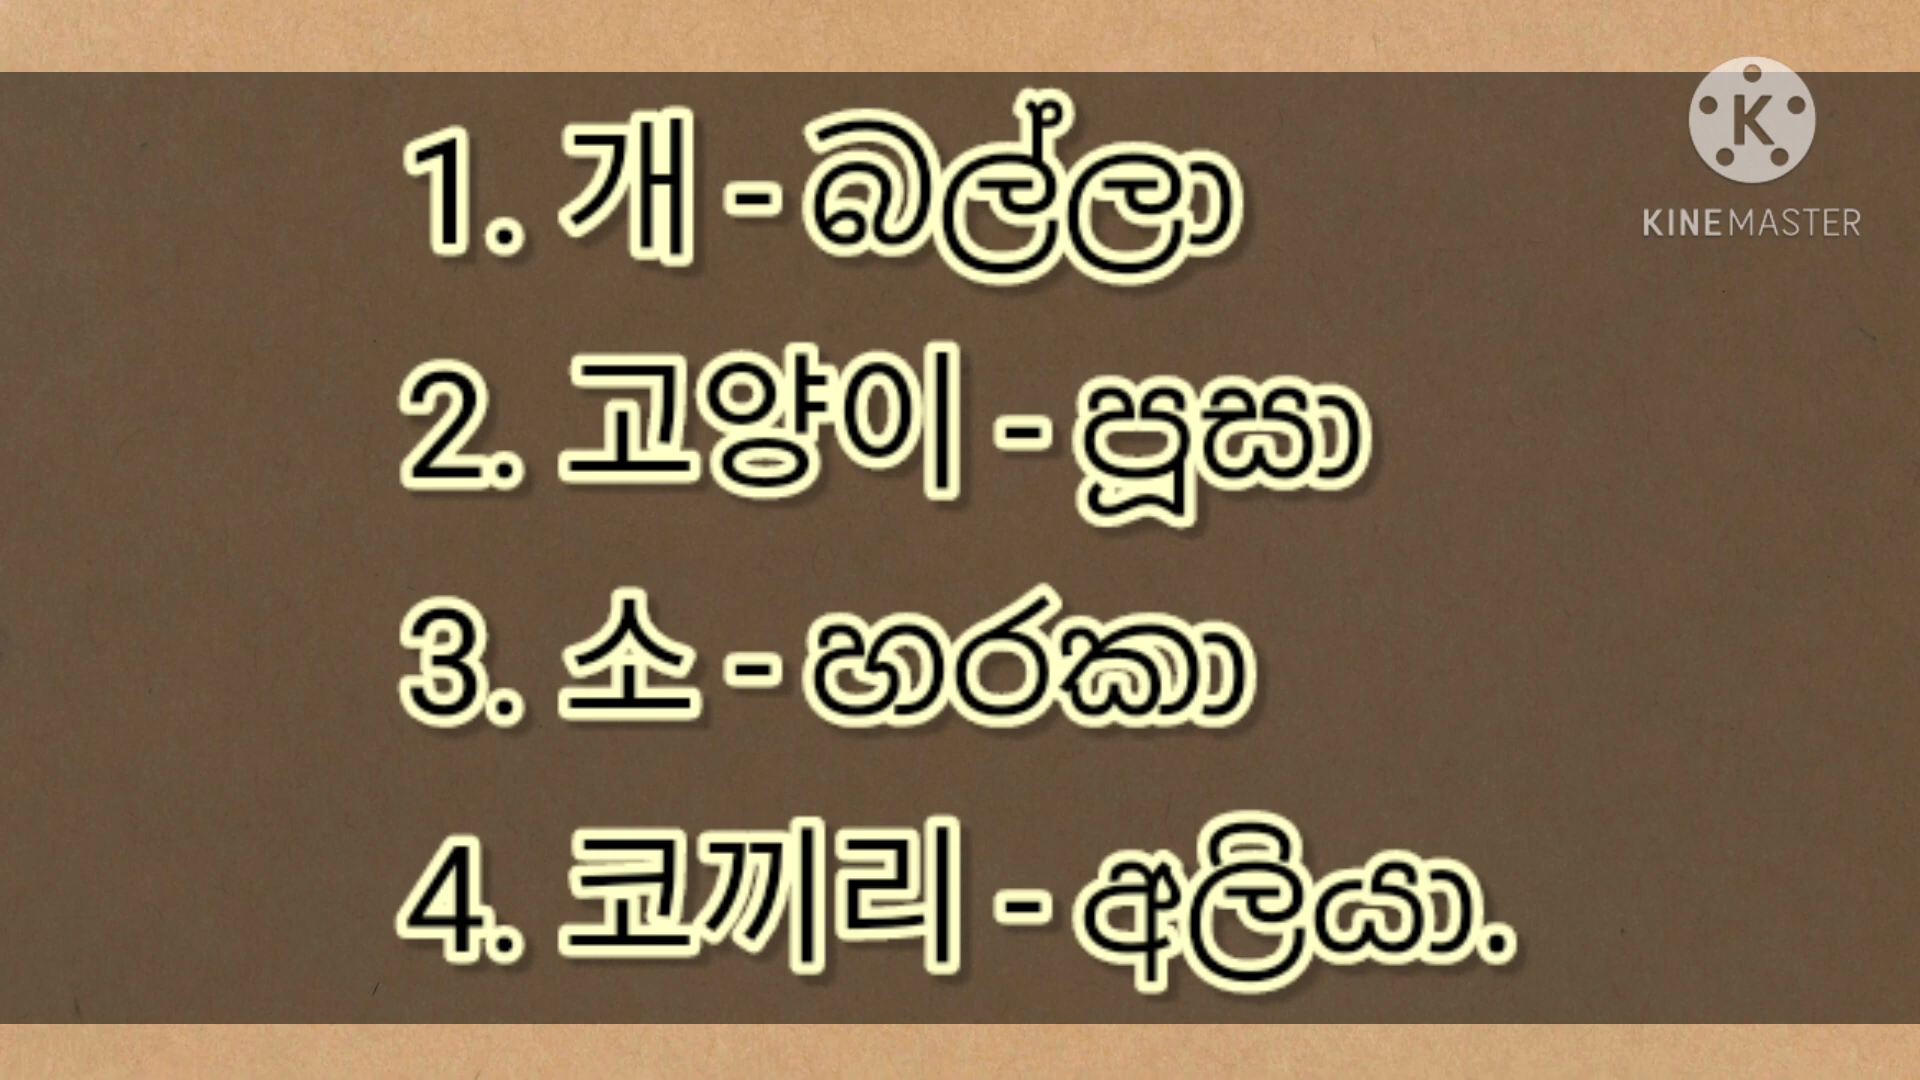 1. 개 - බල්ලා
2. 고양이 - පූසා
3. 소 - හරකා
4. 코끼리 - අලියා.
K
KINEMASTER